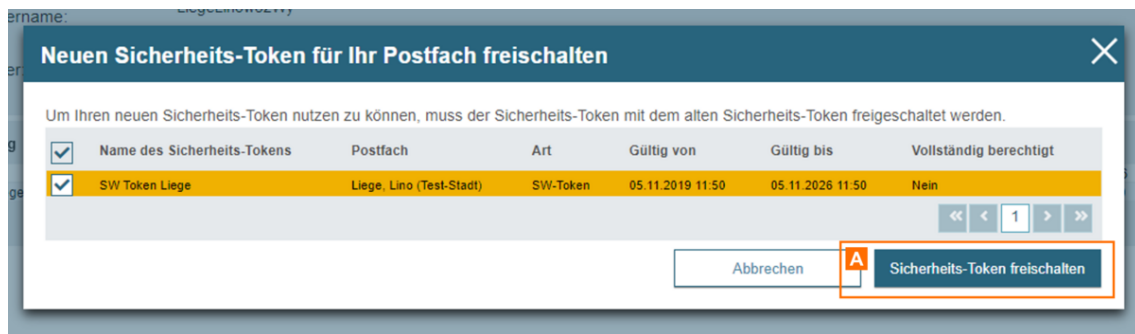 ername:
Neuen Sicherheits-Token für Ihr Postfach freischalten
er:
Um Ihren neuen Sicherheits-Token nutzen zu können, muss der Sicherheits-Token mit dem alten Sicherheits-Token freigeschaltet werden.
g
Name des Sicherheits-Tokens Postfach Art Gültig von Gültig bis Vollständig berechtigt
ge
SW Token Liege Liege, Lino (Test-Stadt) SW-Token 05.11.2019 11:50 05.11.2026 11:50 Nein
« < 1 > »
Abbrechen A Sicherheits-Token freischalten